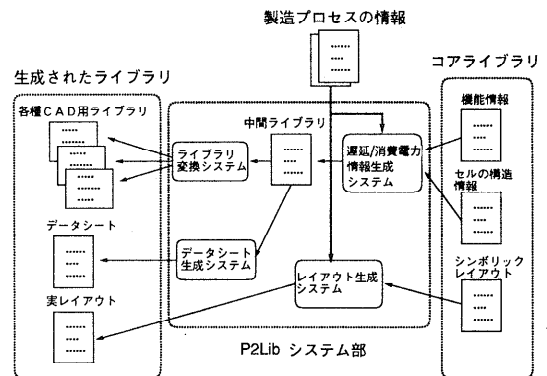 製造プロセスの情報
生成されたライブラリ
コアライブラリ
各種CAD用ライブラリ
中間ライブラリ
機能情報
ライブラリ
変換システム
遅延/消費電力
情報生成
システム
セルの構造
情報
データシート
データシート
生成システム
シンボリック
レイアウト
レイアウト生成
システム
実レイアウト
P2Lib システム部